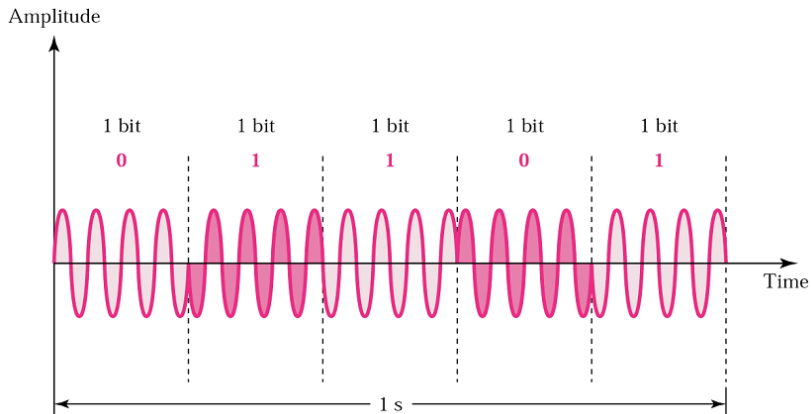 Amplitude
1 bit 1 bit 1 bit 1 bit 1 bit
0 1 1 0 1
Time
1 s